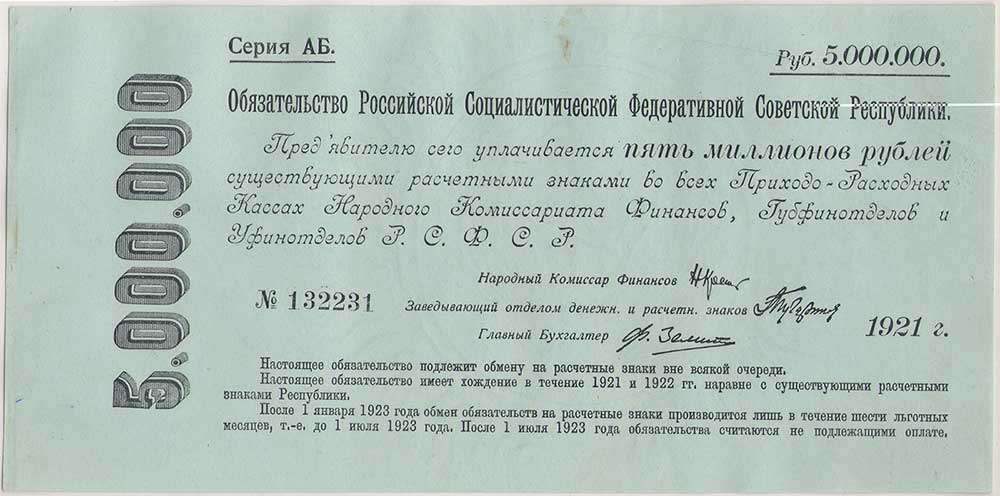 Серия АБ.
Руб. 5.000.000.
5.000.000
Обязательство Российской Социалистической Федеративной Советской Республики.
Пред'явителю сего уплачивается пять миллионов рублей
существующими расчетными знаками во всех Приходо-Расходных
Кассах Народного Комиссариата Финансов, Губфинотделов и
Уфинотделов Р. С. Ф. С. Р.
Народный Комиссар Финансов
№ 132231
Заведывающий отделом денежн. и расчетн. знаков
Главный Бухгалтер
1921 г.
Настоящее обязательство подлежит обмену на расчетные знаки вне всякой очереди.
Настоящее обязательство имеет хождение в течение 1921 и 1922 гг. наравне с существующими расчетными
знаками Республики.
После 1 января 1923 года обмен обязательств на расчетные знаки производится лишь в течение шести льготных
месяцев, т.-е. до 1 июля 1923 года. После 1 июля 1923 года обязательства считаются не подлежащими оплате.